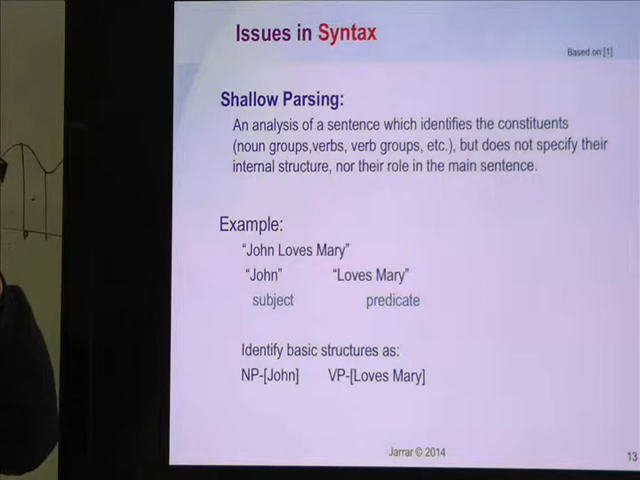 Issues in Syntax
Based on [1]
Shallow Parsing:
An analysis of a sentence which identifies the constituents
(noun groups,verbs, verb groups, etc.), but does not specify their
internal structure, nor their role in the main sentence.
Example:
“John Loves Mary”
“John” “Loves Mary”
subject predicate
Identify basic structures as:
NP-[John] VP-[Loves Mary]
Jarrar © 2014
13